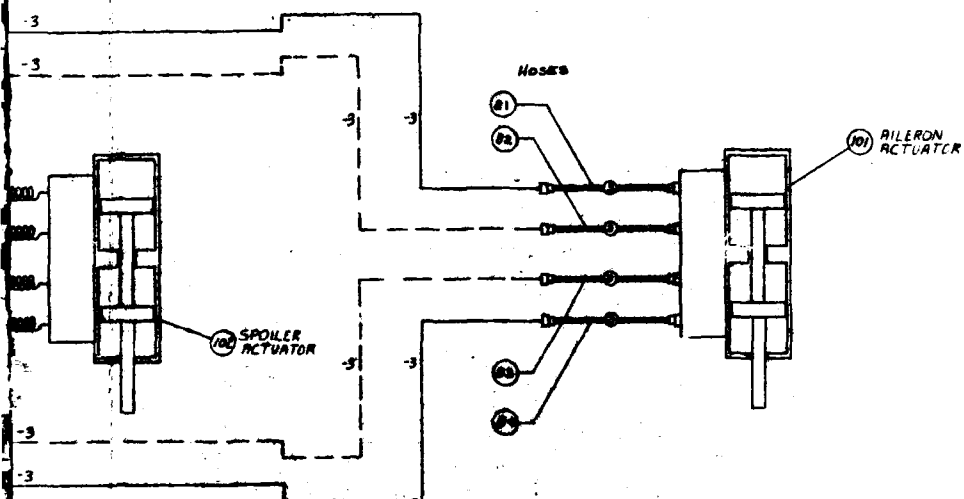 -3
-3
HOSES
81
82
-3
-3
101 AILERON
ACTUATOR
102 SPOILER
ACTUATOR
-3
-3
83
84
-3
-3